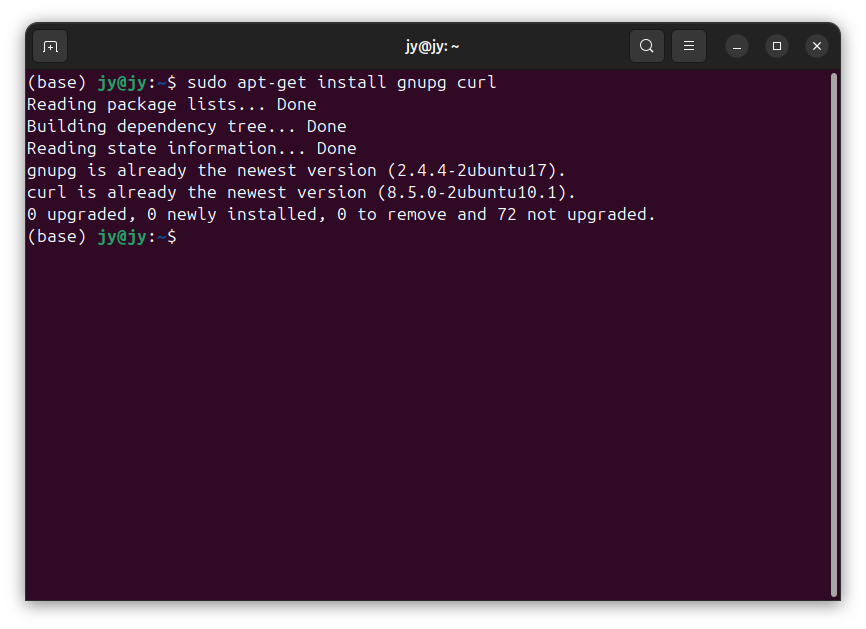 jy@jy: ~
(base) jy@jy:~$ sudo apt-get install gnupg curl
Reading package lists... Done
Building dependency tree... Done
Reading state information... Done
gnupg is already the newest version (2.4.4-2ubuntu17).
curl is already the newest version (8.5.0-2ubuntu10.1).
0 upgraded, 0 newly installed, 0 to remove and 72 not upgraded.
(base) jy@jy:~$